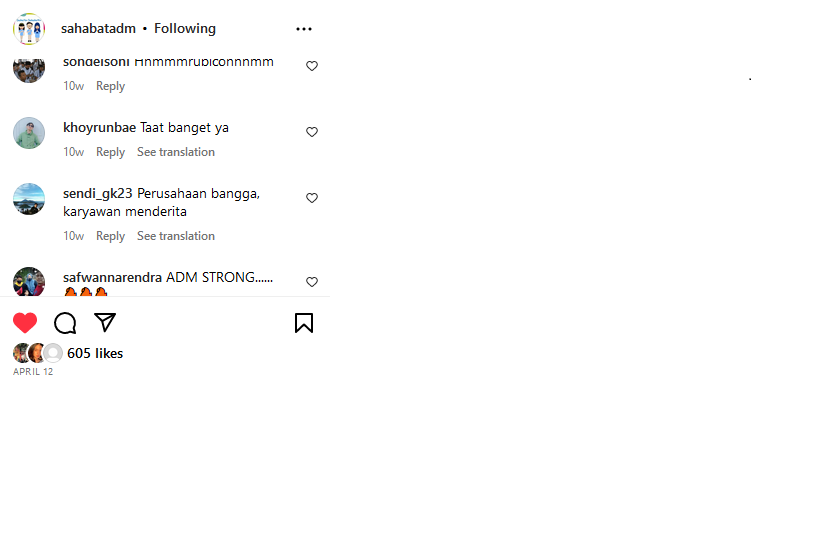 sahabatadm • Following
sondelsoni Hnmmmrubiconnnmm
10w Reply
khoyrunbae Taat banget ya
10w Reply See translation
sendi_gk23 Perusahaan bangga,
karyawan menderita
10w Reply See translation
safwannarendra ADM STRONG......
605 likes
APRIL 12